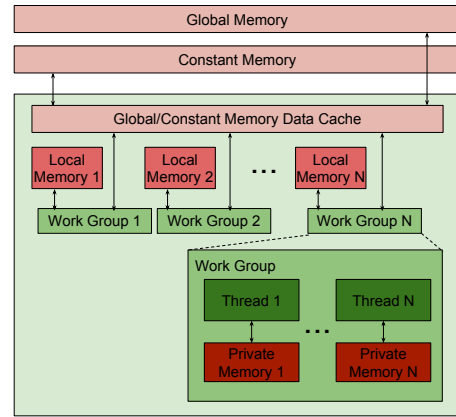 Global Memory
Constant Memory
Global/Constant Memory Data Cache
Local
Memory 1
Local
Memory 2
...
Local
Memory N
Work Group 1
Work Group 2
Work Group N
Work Group
Thread 1
Thread N
...
Private
Memory 1
Private
Memory N